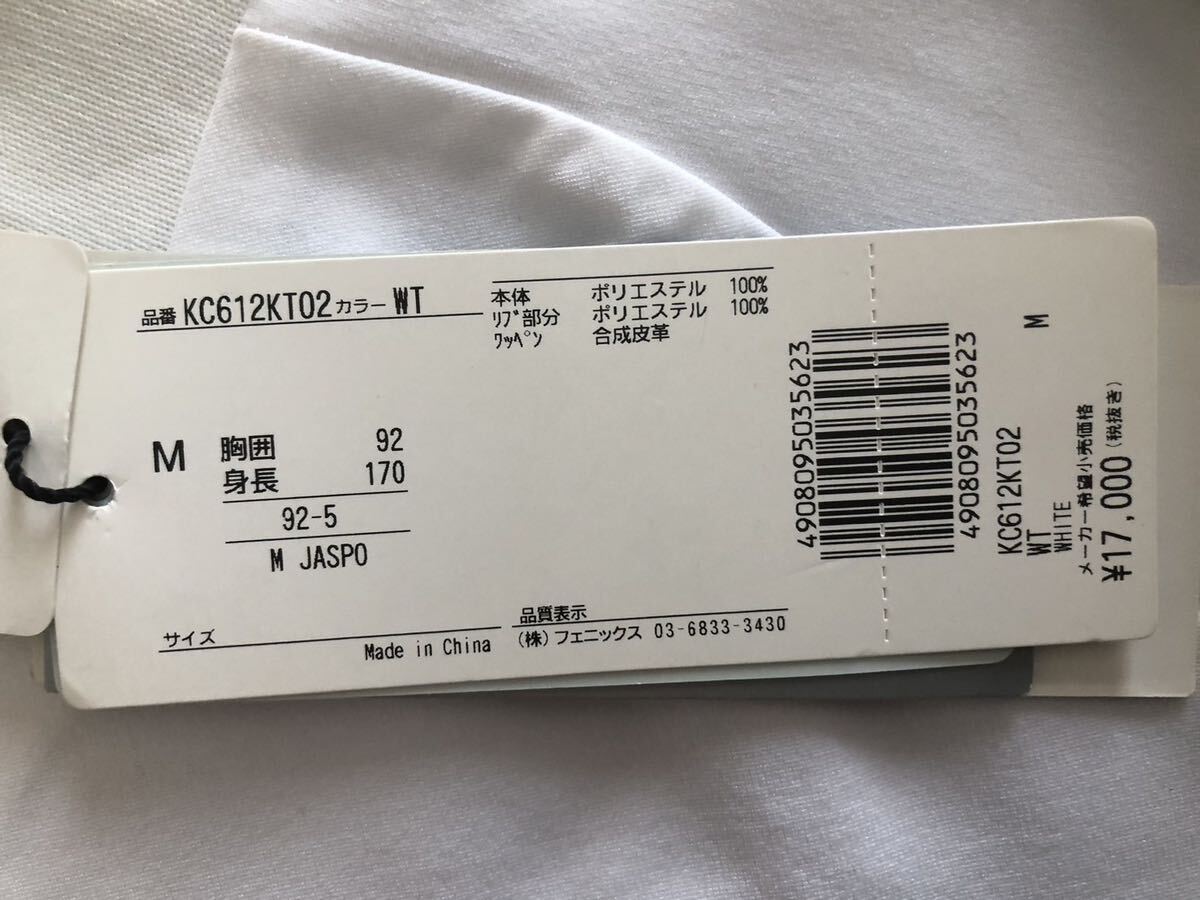 品番 KC612KT02 カラー WT
本体 ポリエステル 100%
ﾘﾌﾞ部分 ポリエステル 100%
ﾜｯﾍﾟﾝ 合成皮革
M
胸囲 92
身長 170
92-5
M JASPO
サイズ
Made in China
品質表示
(株) フェニックス 03-6833-3430
4908095035623
4908095035623
KC612KT02
M
WT
WHITE
メーカー希望小売価格
¥17,000 (税抜き)